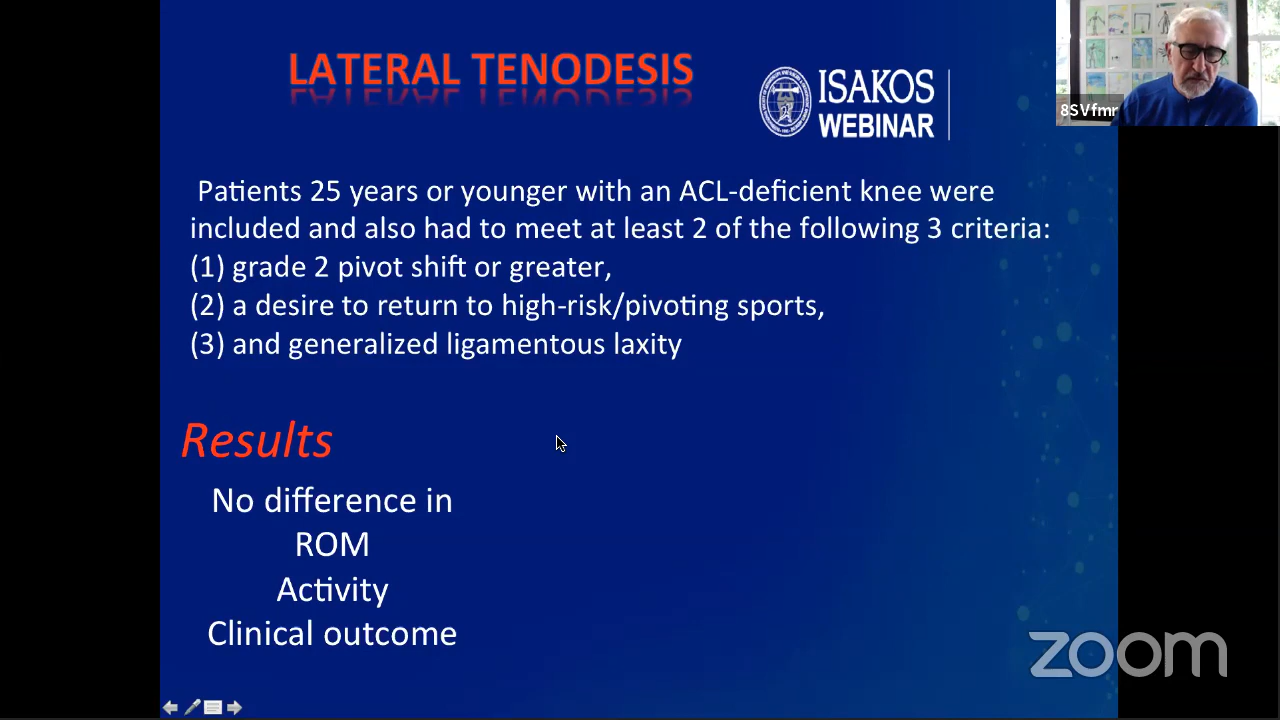 LATERAL TENODESIS
ISAKOS
WEBINAR
8SVfmr
Patients 25 years or younger with an ACL-deficient knee were
included and also had to meet at least 2 of the following 3 criteria:
(1) grade 2 pivot shift or greater,
(2) a desire to return to high-risk/pivoting sports,
(3) and generalized ligamentous laxity
Results
No difference in
ROM
Activity
Clinical outcome
zoom